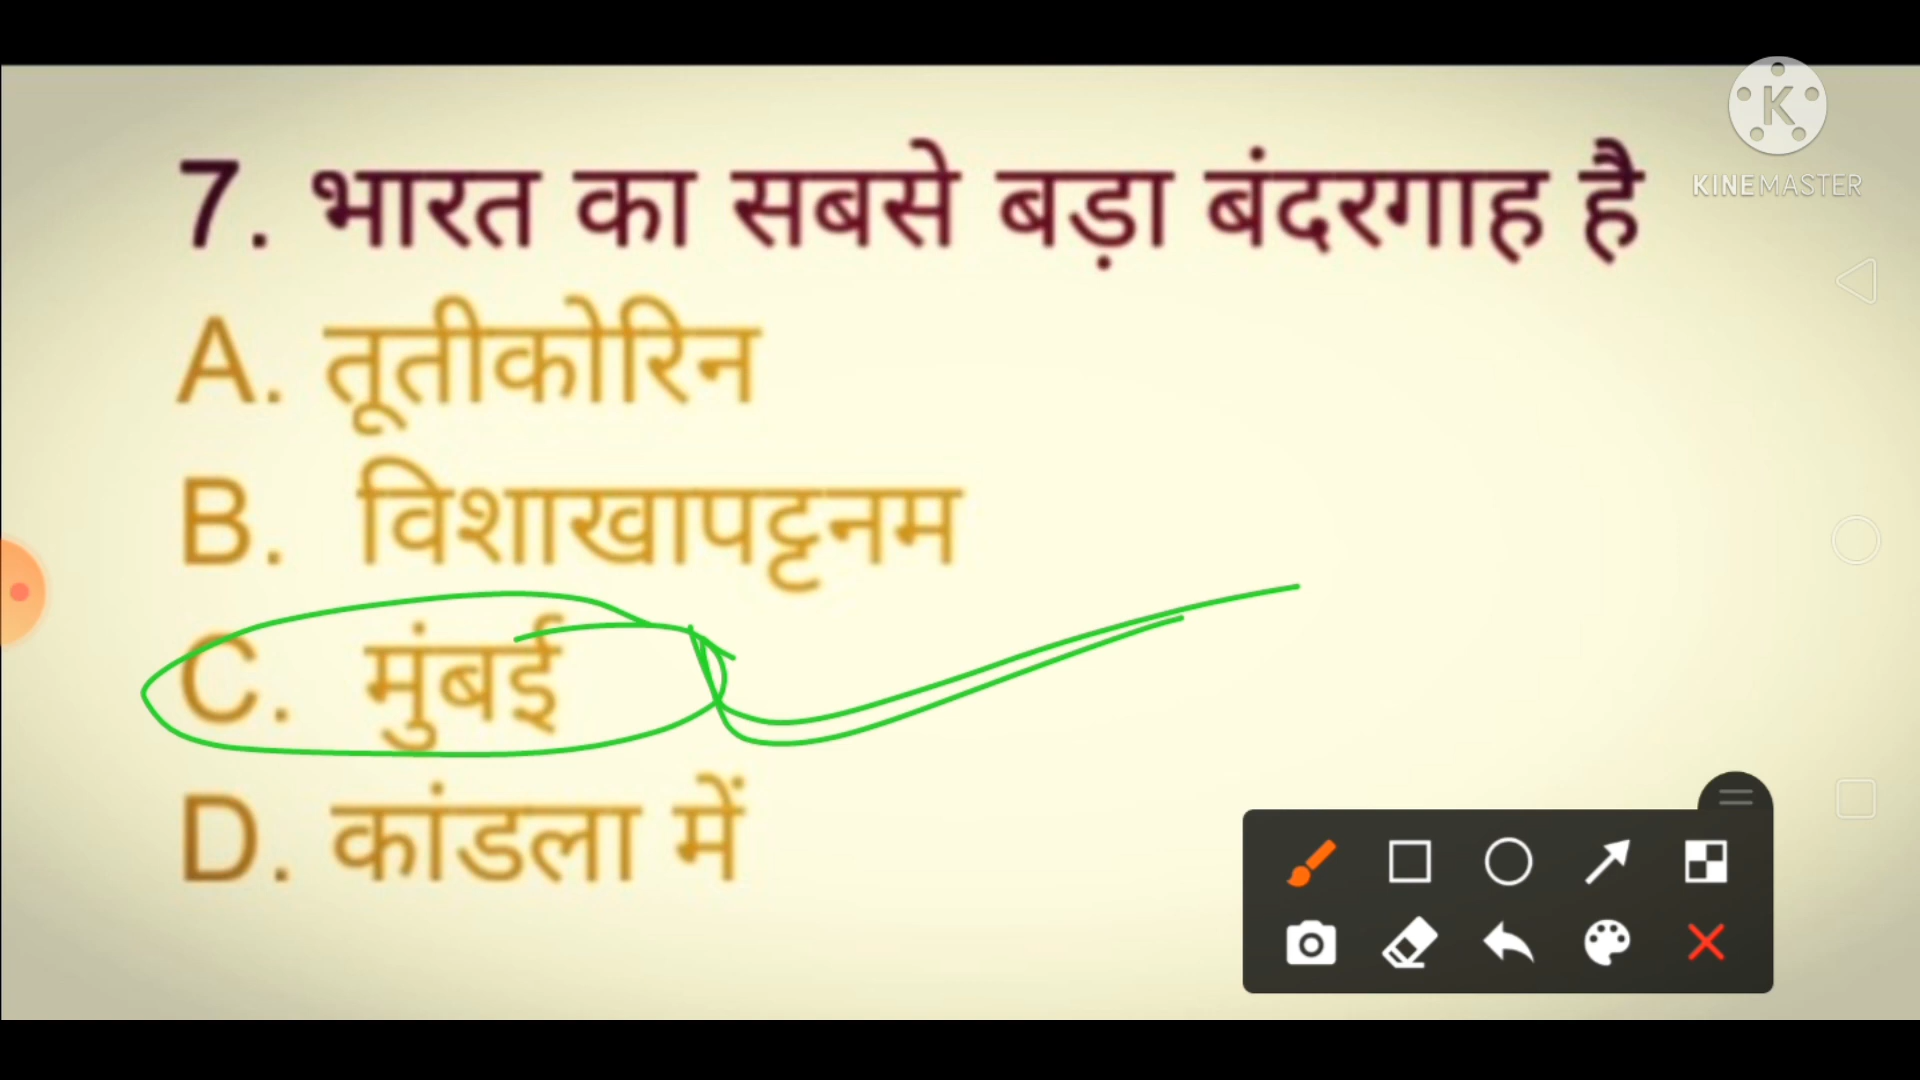 KINEMASTER
7. भारत का सबसे बड़ा बंदरगाह है
A. तूतीकोरिन
B. विशाखापट्टनम
C. मुंबई
D. कांडला में